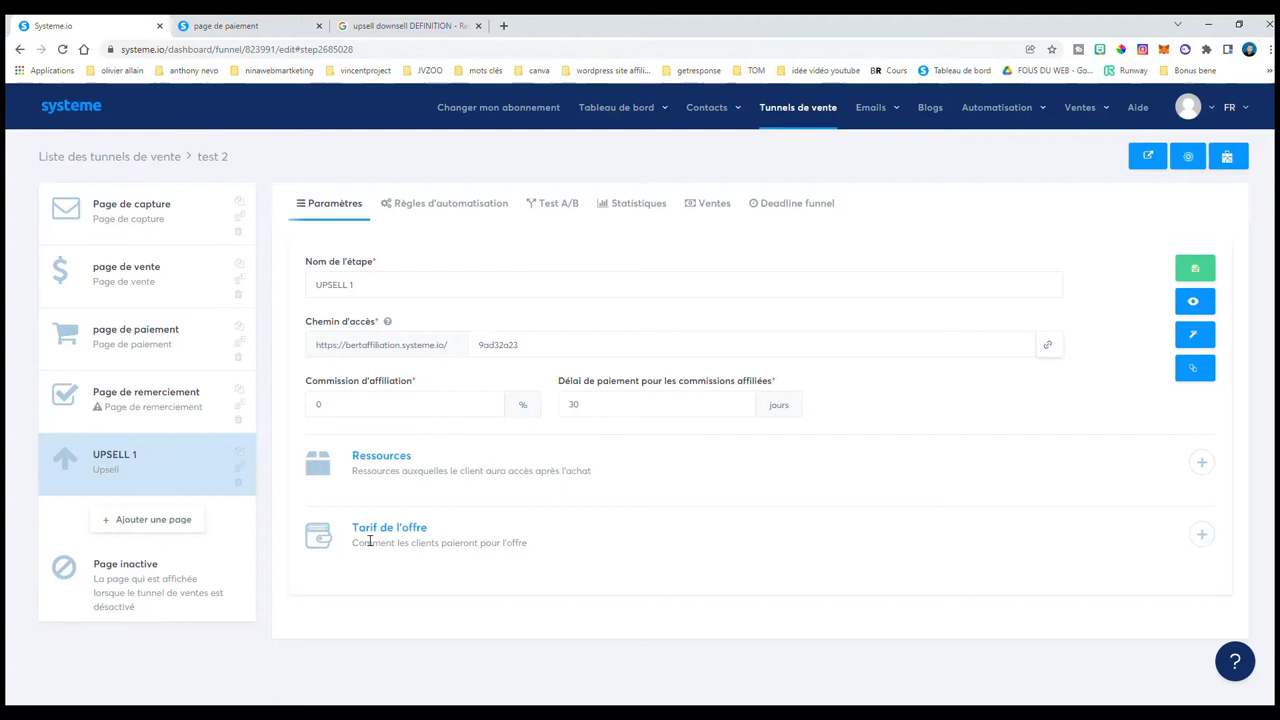 Systeme.io
page de paiement
upsell downsell DEFINITION - Re
systeme.io/dashboard/funnel/823991/edit#step2685028
Applications
olivier allain
anthony nevo
ninawebmarketing
vincentproject
JVZOO
mots clés
canva
wordpress site affili...
getresponse
TOM
idée vidéo youtube
BR Cours
Tableau de bord
FOUS DU WEB - Go...
Runway
Bonus bene
systeme
Changer mon abonnement
Tableau de bord
Contacts
Tunnels de vente
Emails
Blogs
Automatisation
Ventes
Aide
FR
Liste des tunnels de vente > test 2
Page de capture
Page de capture
page de vente
Page de vente
page de paiement
Page de paiement
Page de remerciement
Page de remerciement
UPSELL 1
Upsell
+ Ajouter une page
Page inactive
La page qui est affichée
lorsque le tunnel de ventes est
désactivé
Paramètres
Règles d'automatisation
Test A/B
Statistiques
Ventes
Deadline funnel
Nom de l'étape*
UPSELL 1
Chemin d'accès* ?
https://bertaffiliation.systeme.io/ 9ad32a23
Commission d'affiliation*
Délai de paiement pour les commissions affiliées*
0 %
30 jours
Ressources
Ressources auxquelles le client aura accès après l'achat
Tarif de l'offre
Comment les clients paieront pour l'offre
?